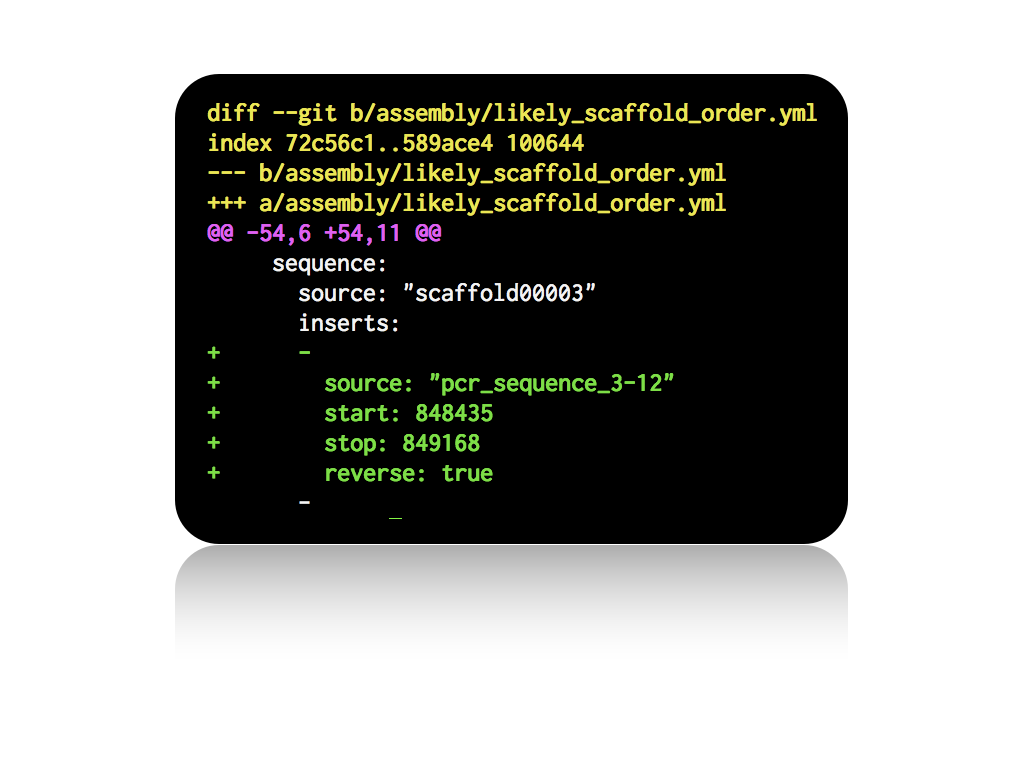 diff --git b/assembly/likely_scaffold_order.yml
index 72c56c1..589ace4 100644
--- b/assembly/likely_scaffold_order.yml
+++ a/assembly/likely_scaffold_order.yml
@@ -54,6 +54,11 @@
     sequence:
       source: "scaffold00003"
       inserts:
+      -
+        source: "pcr_sequence_3-12"
+        start: 848435
+        stop: 849168
+        reverse: true
       -
              _